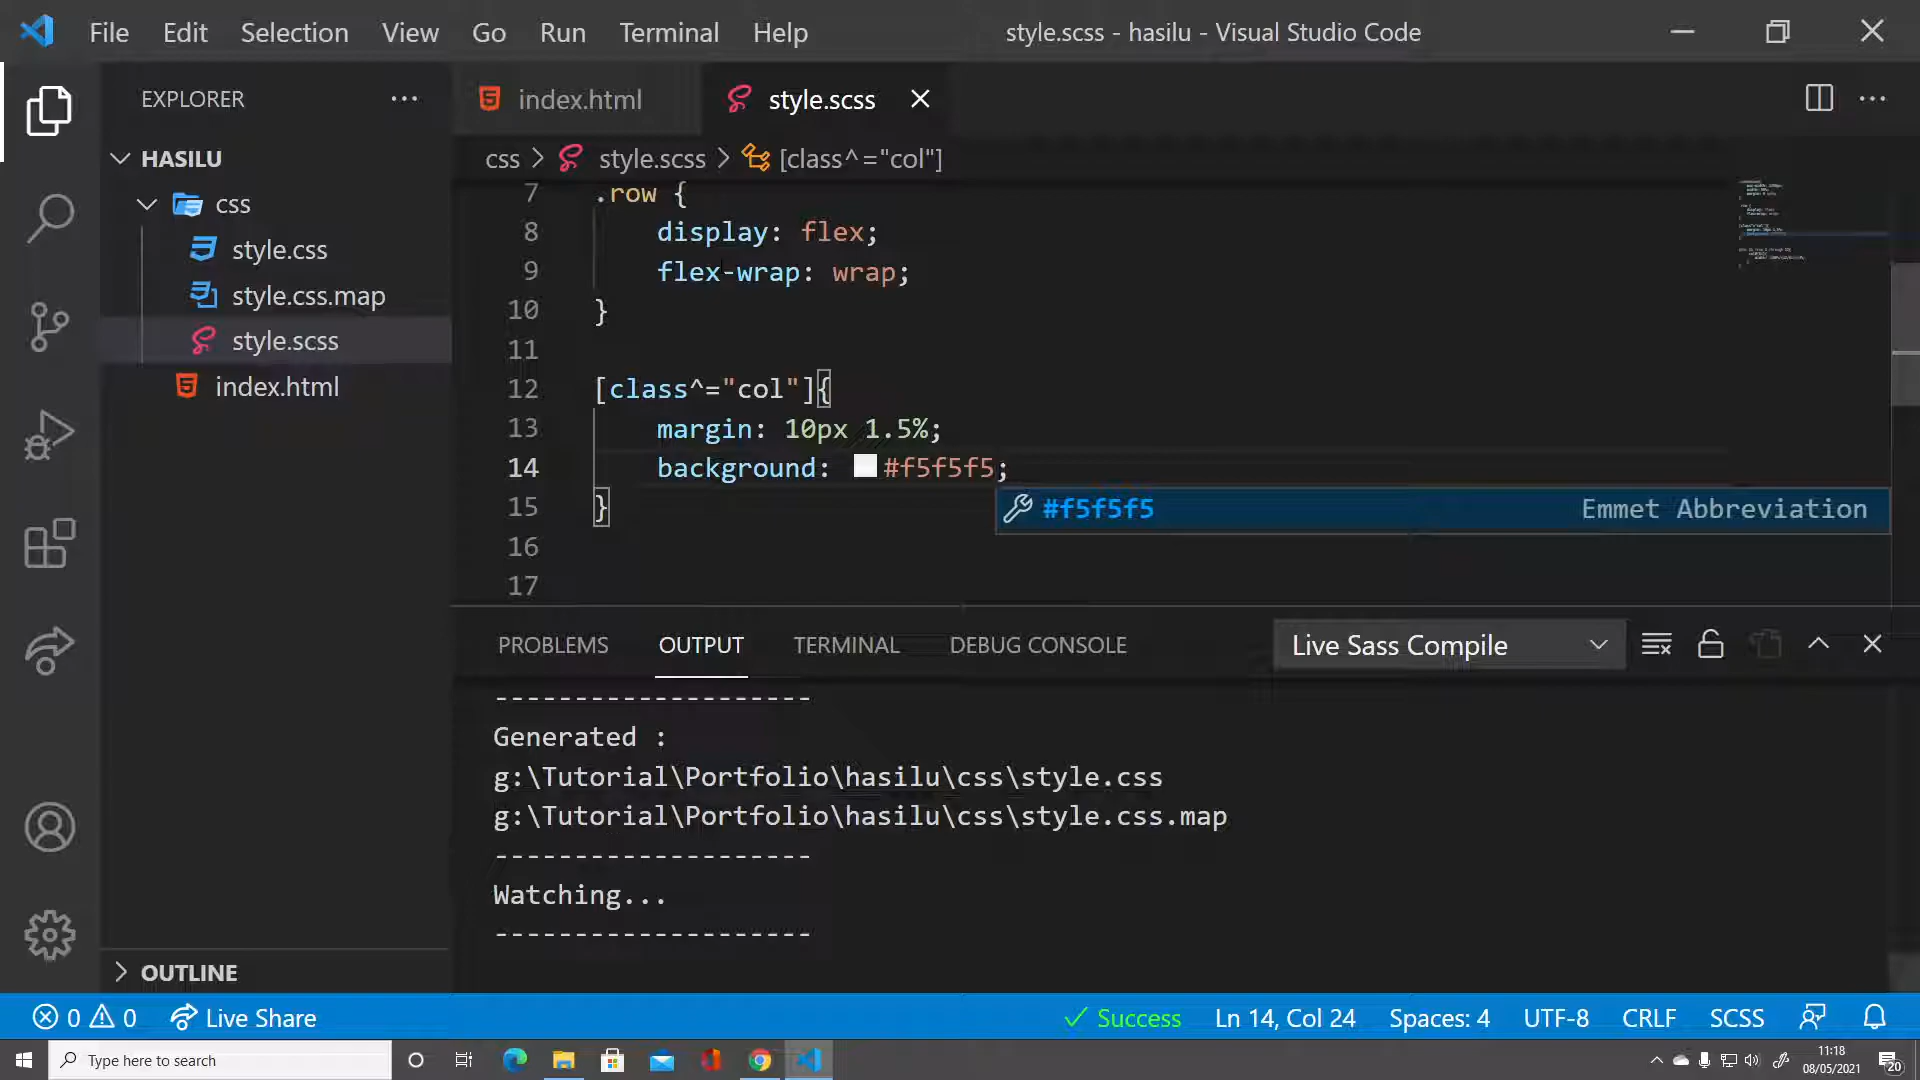 File Edit Selection View Go Run Terminal Help style.scss - hasilu - Visual Studio Code
EXPLORER
index.html
style.scss
HASILU
css > style.scss > [class^="col"]
css
style.css
style.css.map
style.scss
index.html
7 .row {
8 display: flex;
9 flex-wrap: wrap;
10 }
11
12 [class^="col"]{
13 margin: 10px 1.5%;
14 background: #f5f5f5;
15 }
#f5f5f5 Emmet Abbreviation
16
17
PROBLEMS OUTPUT TERMINAL DEBUG CONSOLE Live Sass Compile
--------------------
Generated :
g:\Tutorial\Portfolio\hasilu\css\style.css
g:\Tutorial\Portfolio\hasilu\css\style.css.map
--------------------
Watching...
--------------------
OUTLINE
0 0 Live Share Success Ln 14, Col 24 Spaces: 4 UTF-8 CRLF SCSS
Type here to search
11:18
08/05/2021
20